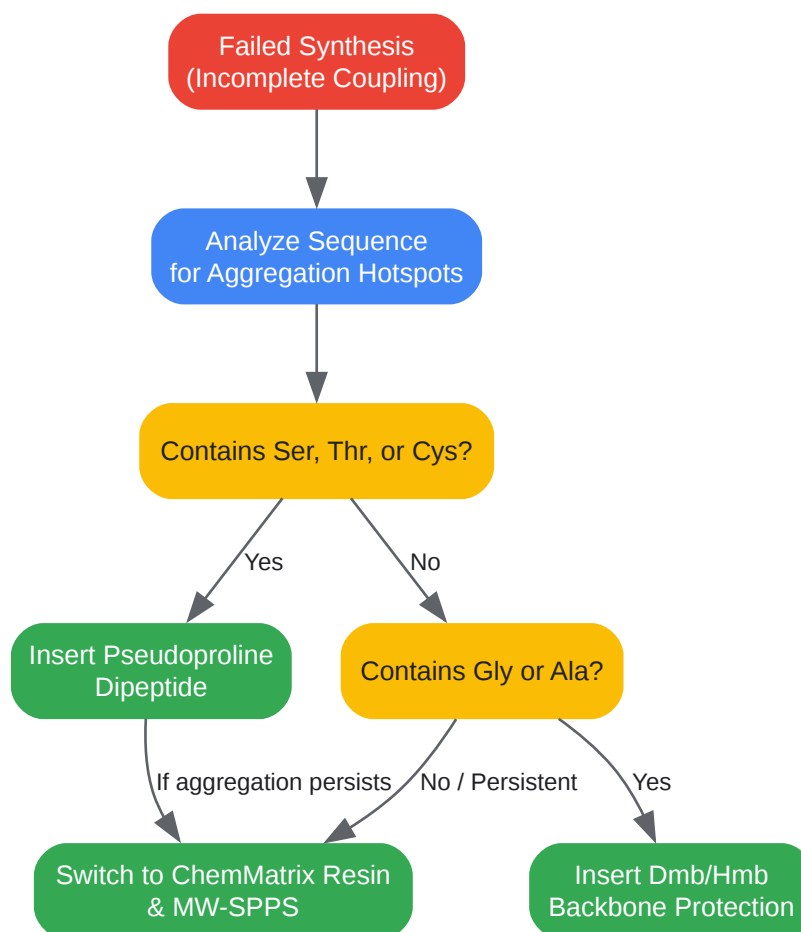 Failed Synthesis
(Incomplete Coupling)
Analyze Sequence
for Aggregation Hotspots
Contains Ser, Thr, or Cys?
Yes
No
Insert Pseudoproline
Dipeptide
Contains Gly or Ala?
If aggregation persists
No / Persistent
Yes
Switch to ChemMatrix Resin
& MW-SPPS
Insert Dmb/Hmb
Backbone Protection